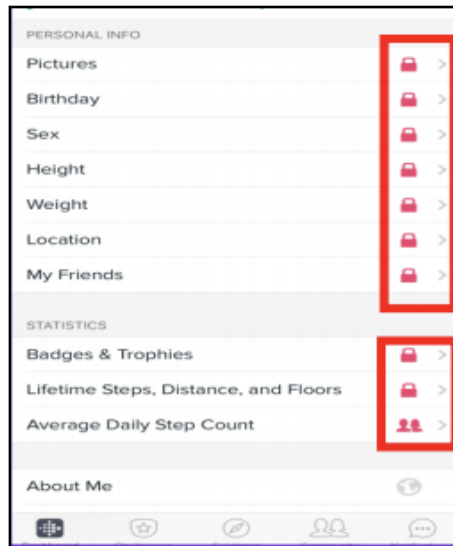 PERSONAL INFO
Pictures
Birthday
Sex
Height
Weight
Location
My Friends
STATISTICS
Badges & Trophies
Lifetime Steps, Distance, and Floors
Average Daily Step Count
About Me